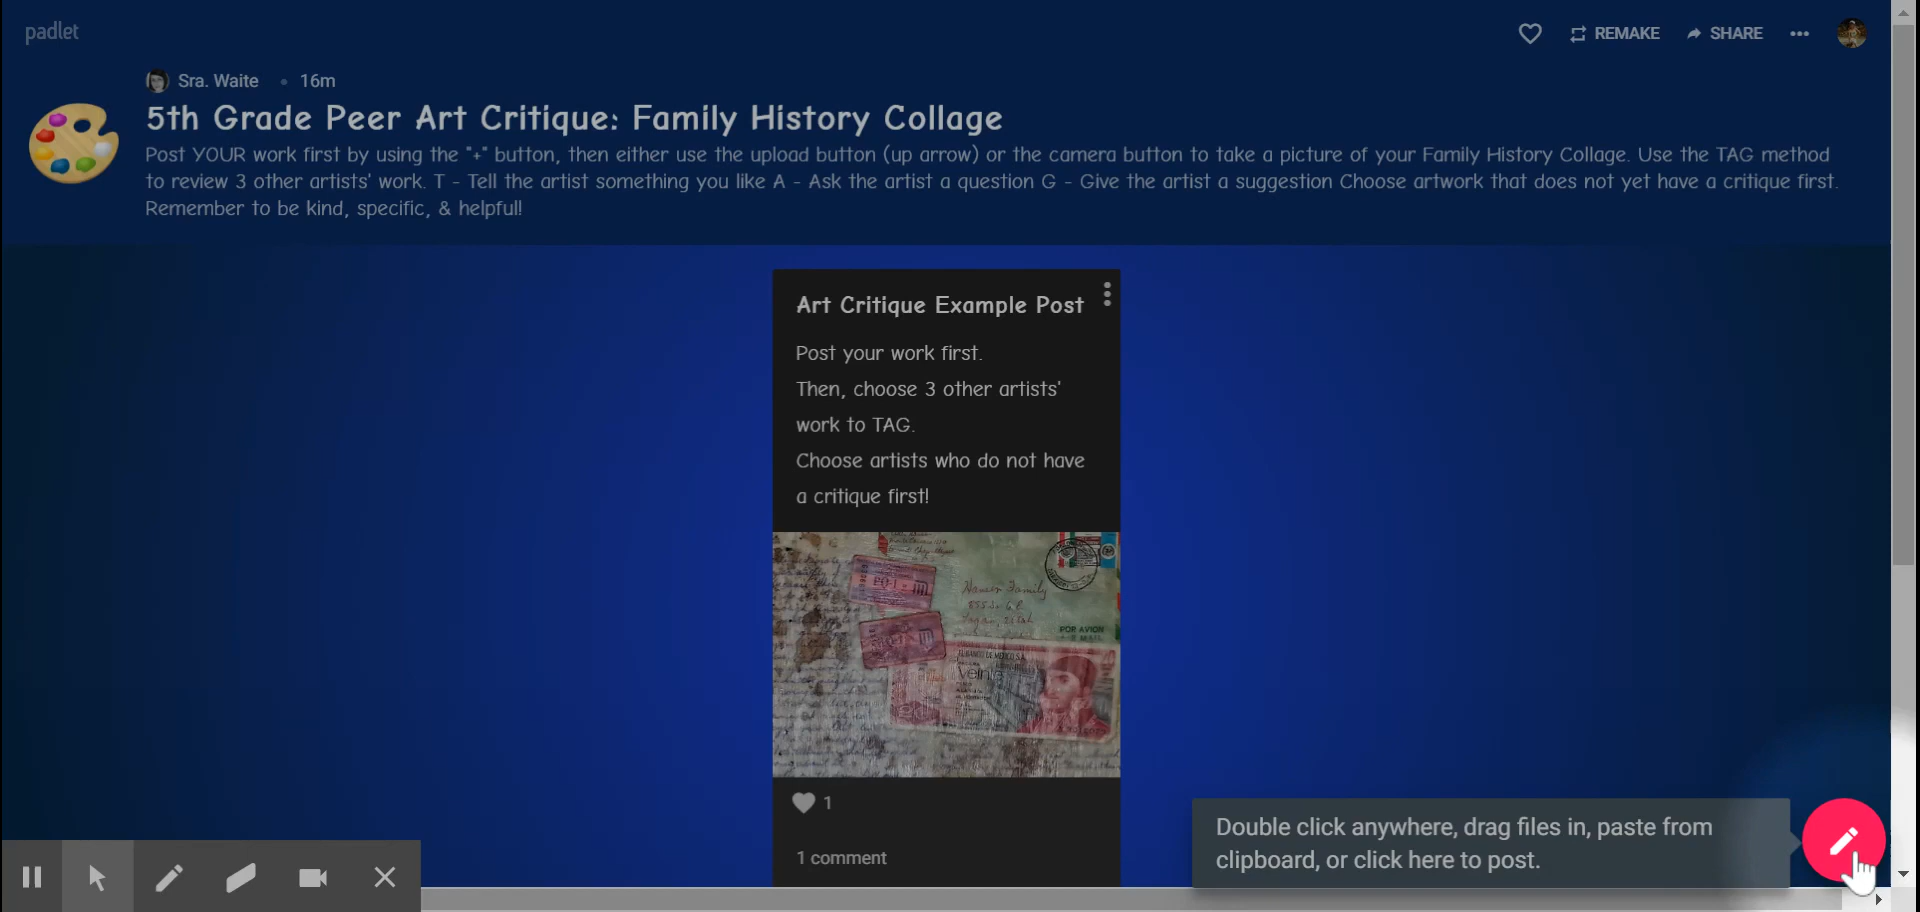 padlet
REMAKE
SHARE
Sra. Waite • 16m
5th Grade Peer Art Critique: Family History Collage
Post YOUR work first by using the "+" button, then either use the upload button (up arrow) or the camera button to take a picture of your Family History Collage. Use the TAG method
to review 3 other artists' work. T - Tell the artist something you like A - Ask the artist a question G - Give the artist a suggestion Choose artwork that does not yet have a critique first.
Remember to be kind, specific, & helpful!
Art Critique Example Post
Post your work first.
Then, choose 3 other artists'
work to TAG.
Choose artists who do not have
a critique first!
Family
POR AVION
1
1 comment
Double click anywhere, drag files in, paste from
clipboard, or click here to post.